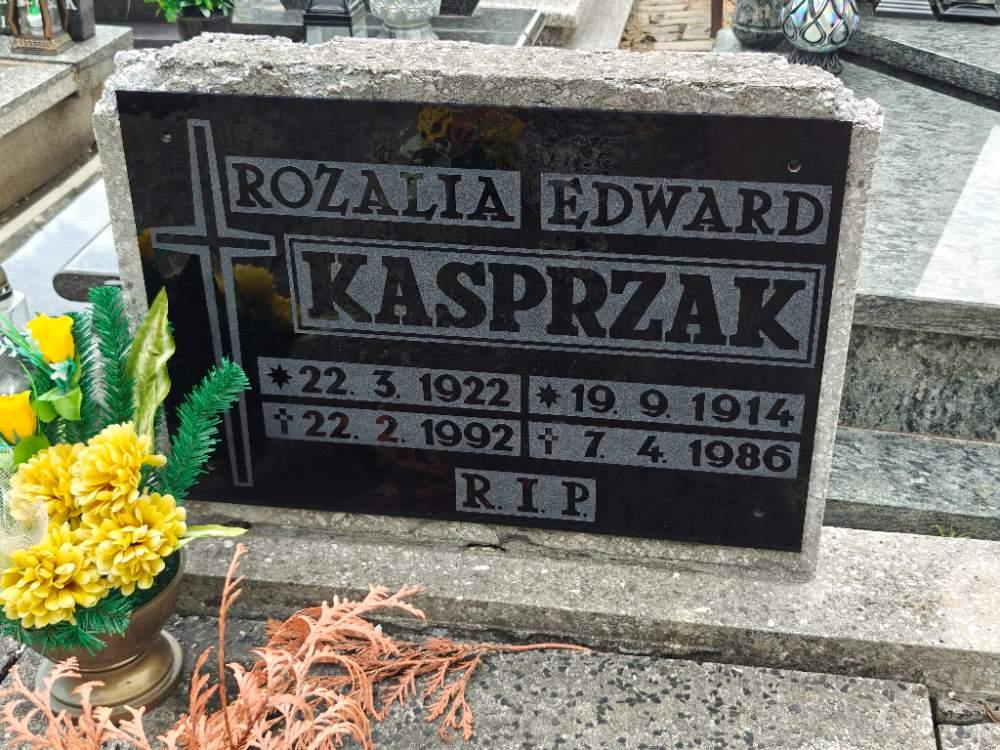 ROZALIA EDWARD
KASPRZAK
* 22. 3. 1922 * 19. 9. 1914
† 22. 2. 1992 † 7. 4. 1986
R. I. P.